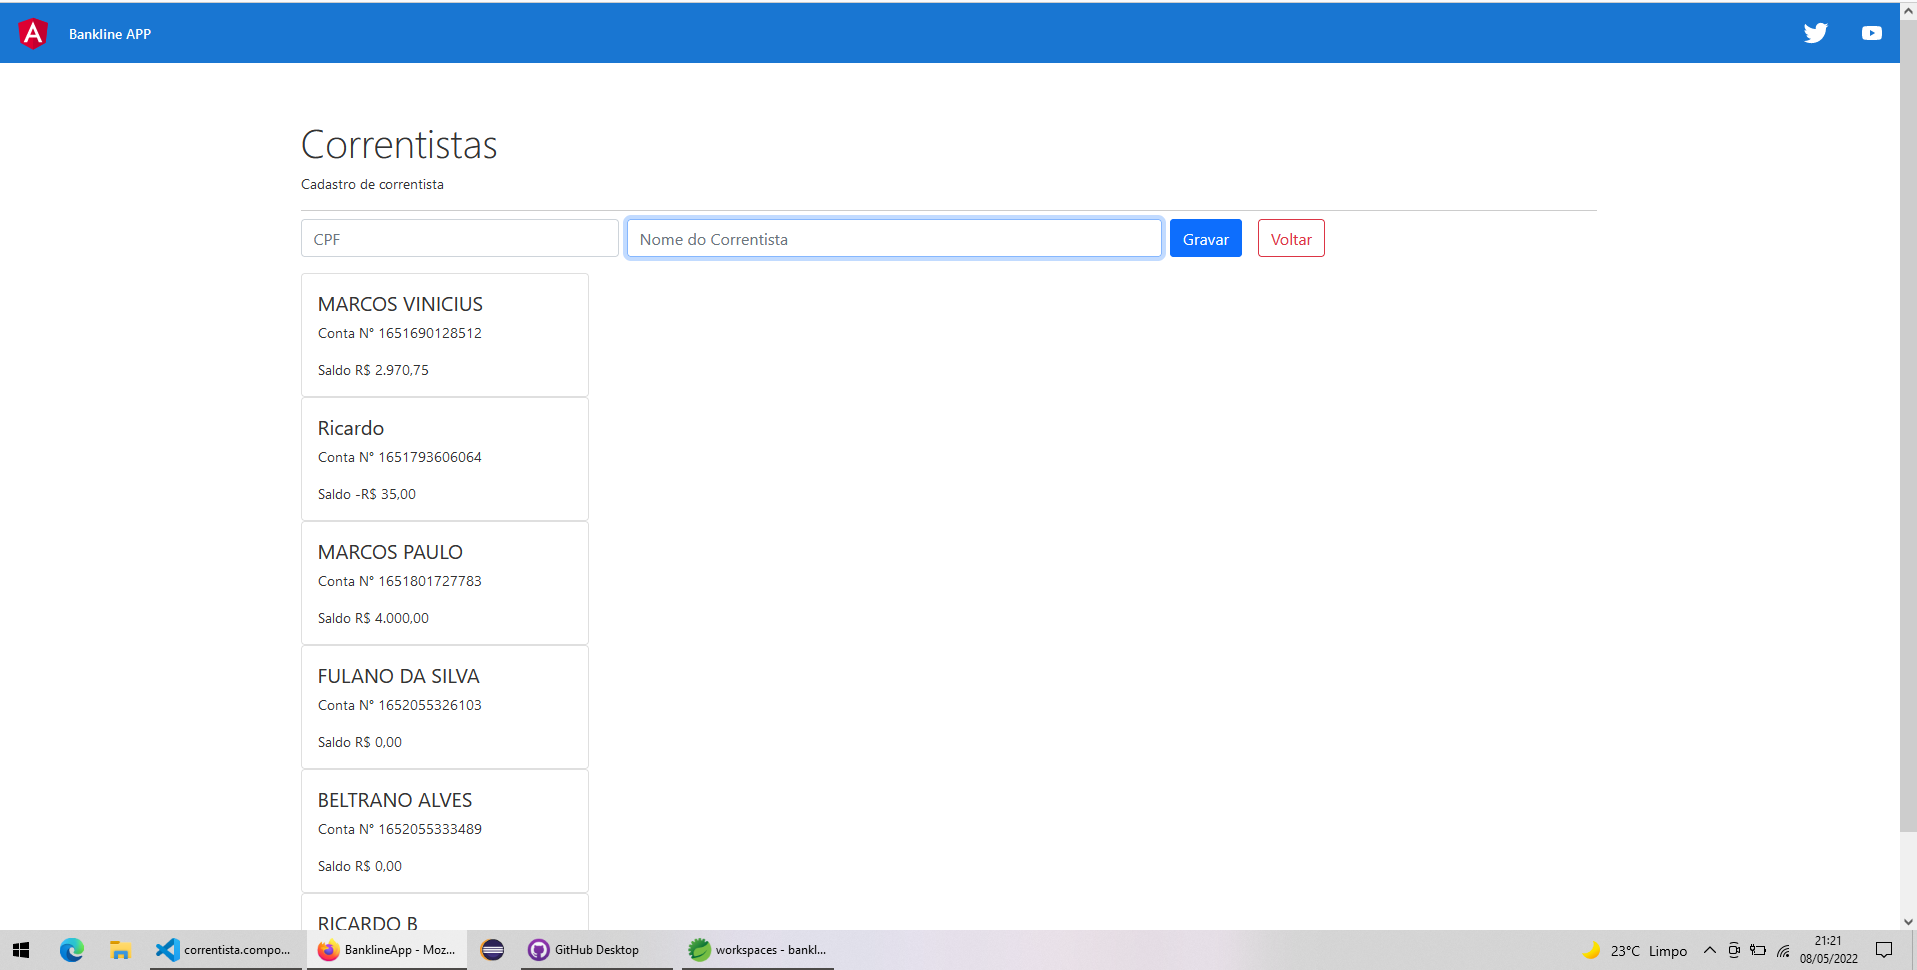 Bankline APP
Correntistas
Cadastro de correntista
CPF
Nome do Correntista
Gravar
Voltar
MARCOS VINICIUS
Conta N° 1651690128512
Saldo R$ 2.970,75
Ricardo
Conta N° 1651793606064
Saldo -R$ 35,00
MARCOS PAULO
Conta N° 1651801727783
Saldo R$ 4.000,00
FULANO DA SILVA
Conta N° 1652055326103
Saldo R$ 0,00
BELTRANO ALVES
Conta N° 1652055333489
Saldo R$ 0,00
RICARDO B
correntista.compo...
BanklineApp - Moz...
GitHub Desktop
workspaces - bankl...
23°C Limpo
21:21
08/05/2022